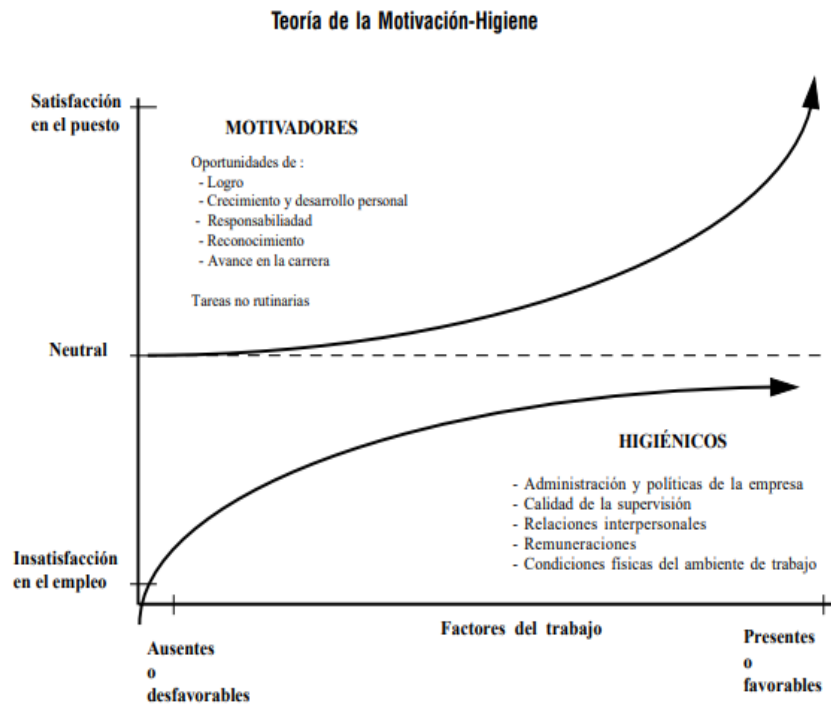 Teoría de la Motivación-Higiene
Satisfacción
en el puesto
MOTIVADORES
Oportunidades de :
- Logro
- Crecimiento y desarrollo personal
- Responsabiliadad
- Reconocimiento
- Avance en la carrera
Tareas no rutinarias
Neutral
HIGIÉNICOS
- Administración y políticas de la empresa
- Calidad de la supervisión
- Relaciones interpersonales
- Remuneraciones
- Condiciones físicas del ambiente de trabajo
Insatisfacción
en el empleo
Factores del trabajo
Ausentes
o
desfavorables
Presentes
o
favorables